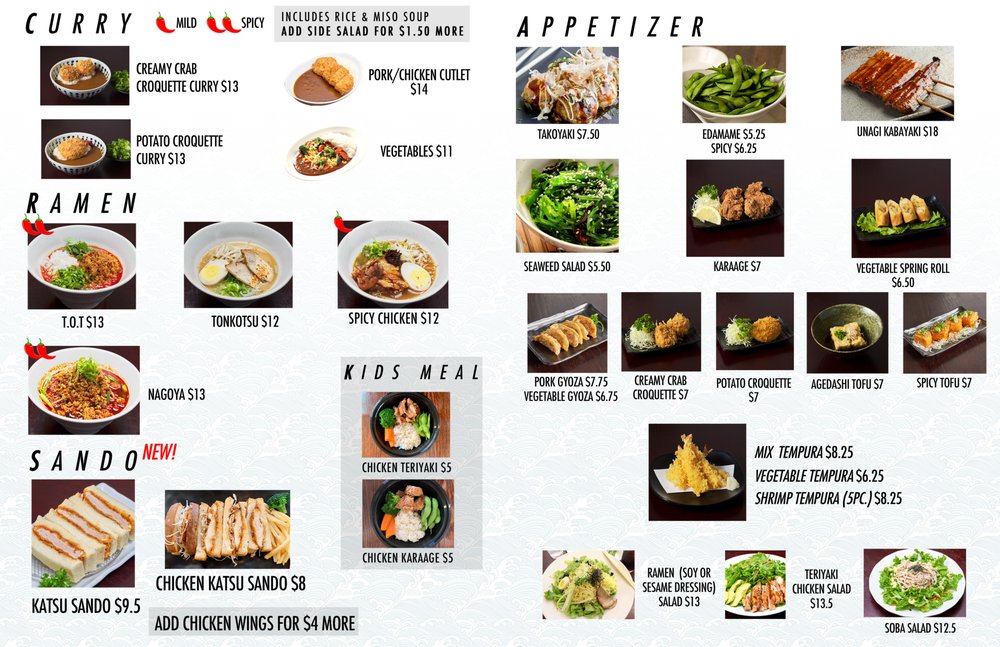 CURRY
MILD
SPICY
INCLUDES RICE & MISO SOUP
ADD SIDE SALAD FOR $1.50 MORE
CREAMY CRAB
CROQUETTE CURRY $13
PORK/CHICKEN CUTLET
$14
POTATO CROQUETTE
CURRY $13
VEGETABLES $11
RAMEN
T.O.T $13
TONKOTSU $12
SPICY CHICKEN $12
NAGOYA $13
KIDS MEAL
CHICKEN TERIYAKI $5
CHICKEN KARAAGE $5
SANDO
NEW!
KATSU SANDO $9.5
CHICKEN KATSU SANDO $8
ADD CHICKEN WINGS FOR $4 MORE
APPETIZER
TAKOYAKI $7.50
EDAMAME $5.25
SPICY $6.25
UNAGI KABAYAKI $18
SEAWEED SALAD $5.50
KARAAGE $7
VEGETABLE SPRING ROLL
$6.50
PORK GYOZA $7.75
VEGETABLE GYOZA $6.75
CREAMY CRAB
CROQUETTE $7
POTATO CROQUETTE
$7
AGEDASHI TOFU $7
SPICY TOFU $7
MIX TEMPURA $8.25
VEGETABLE TEMPURA $6.25
SHRIMP TEMPURA (5PC.) $8.25
RAMEN (SOY OR
SESAME DRESSING)
SALAD $13
TERIYAKI
CHICKEN SALAD
$13.5
SOBA SALAD $12.5